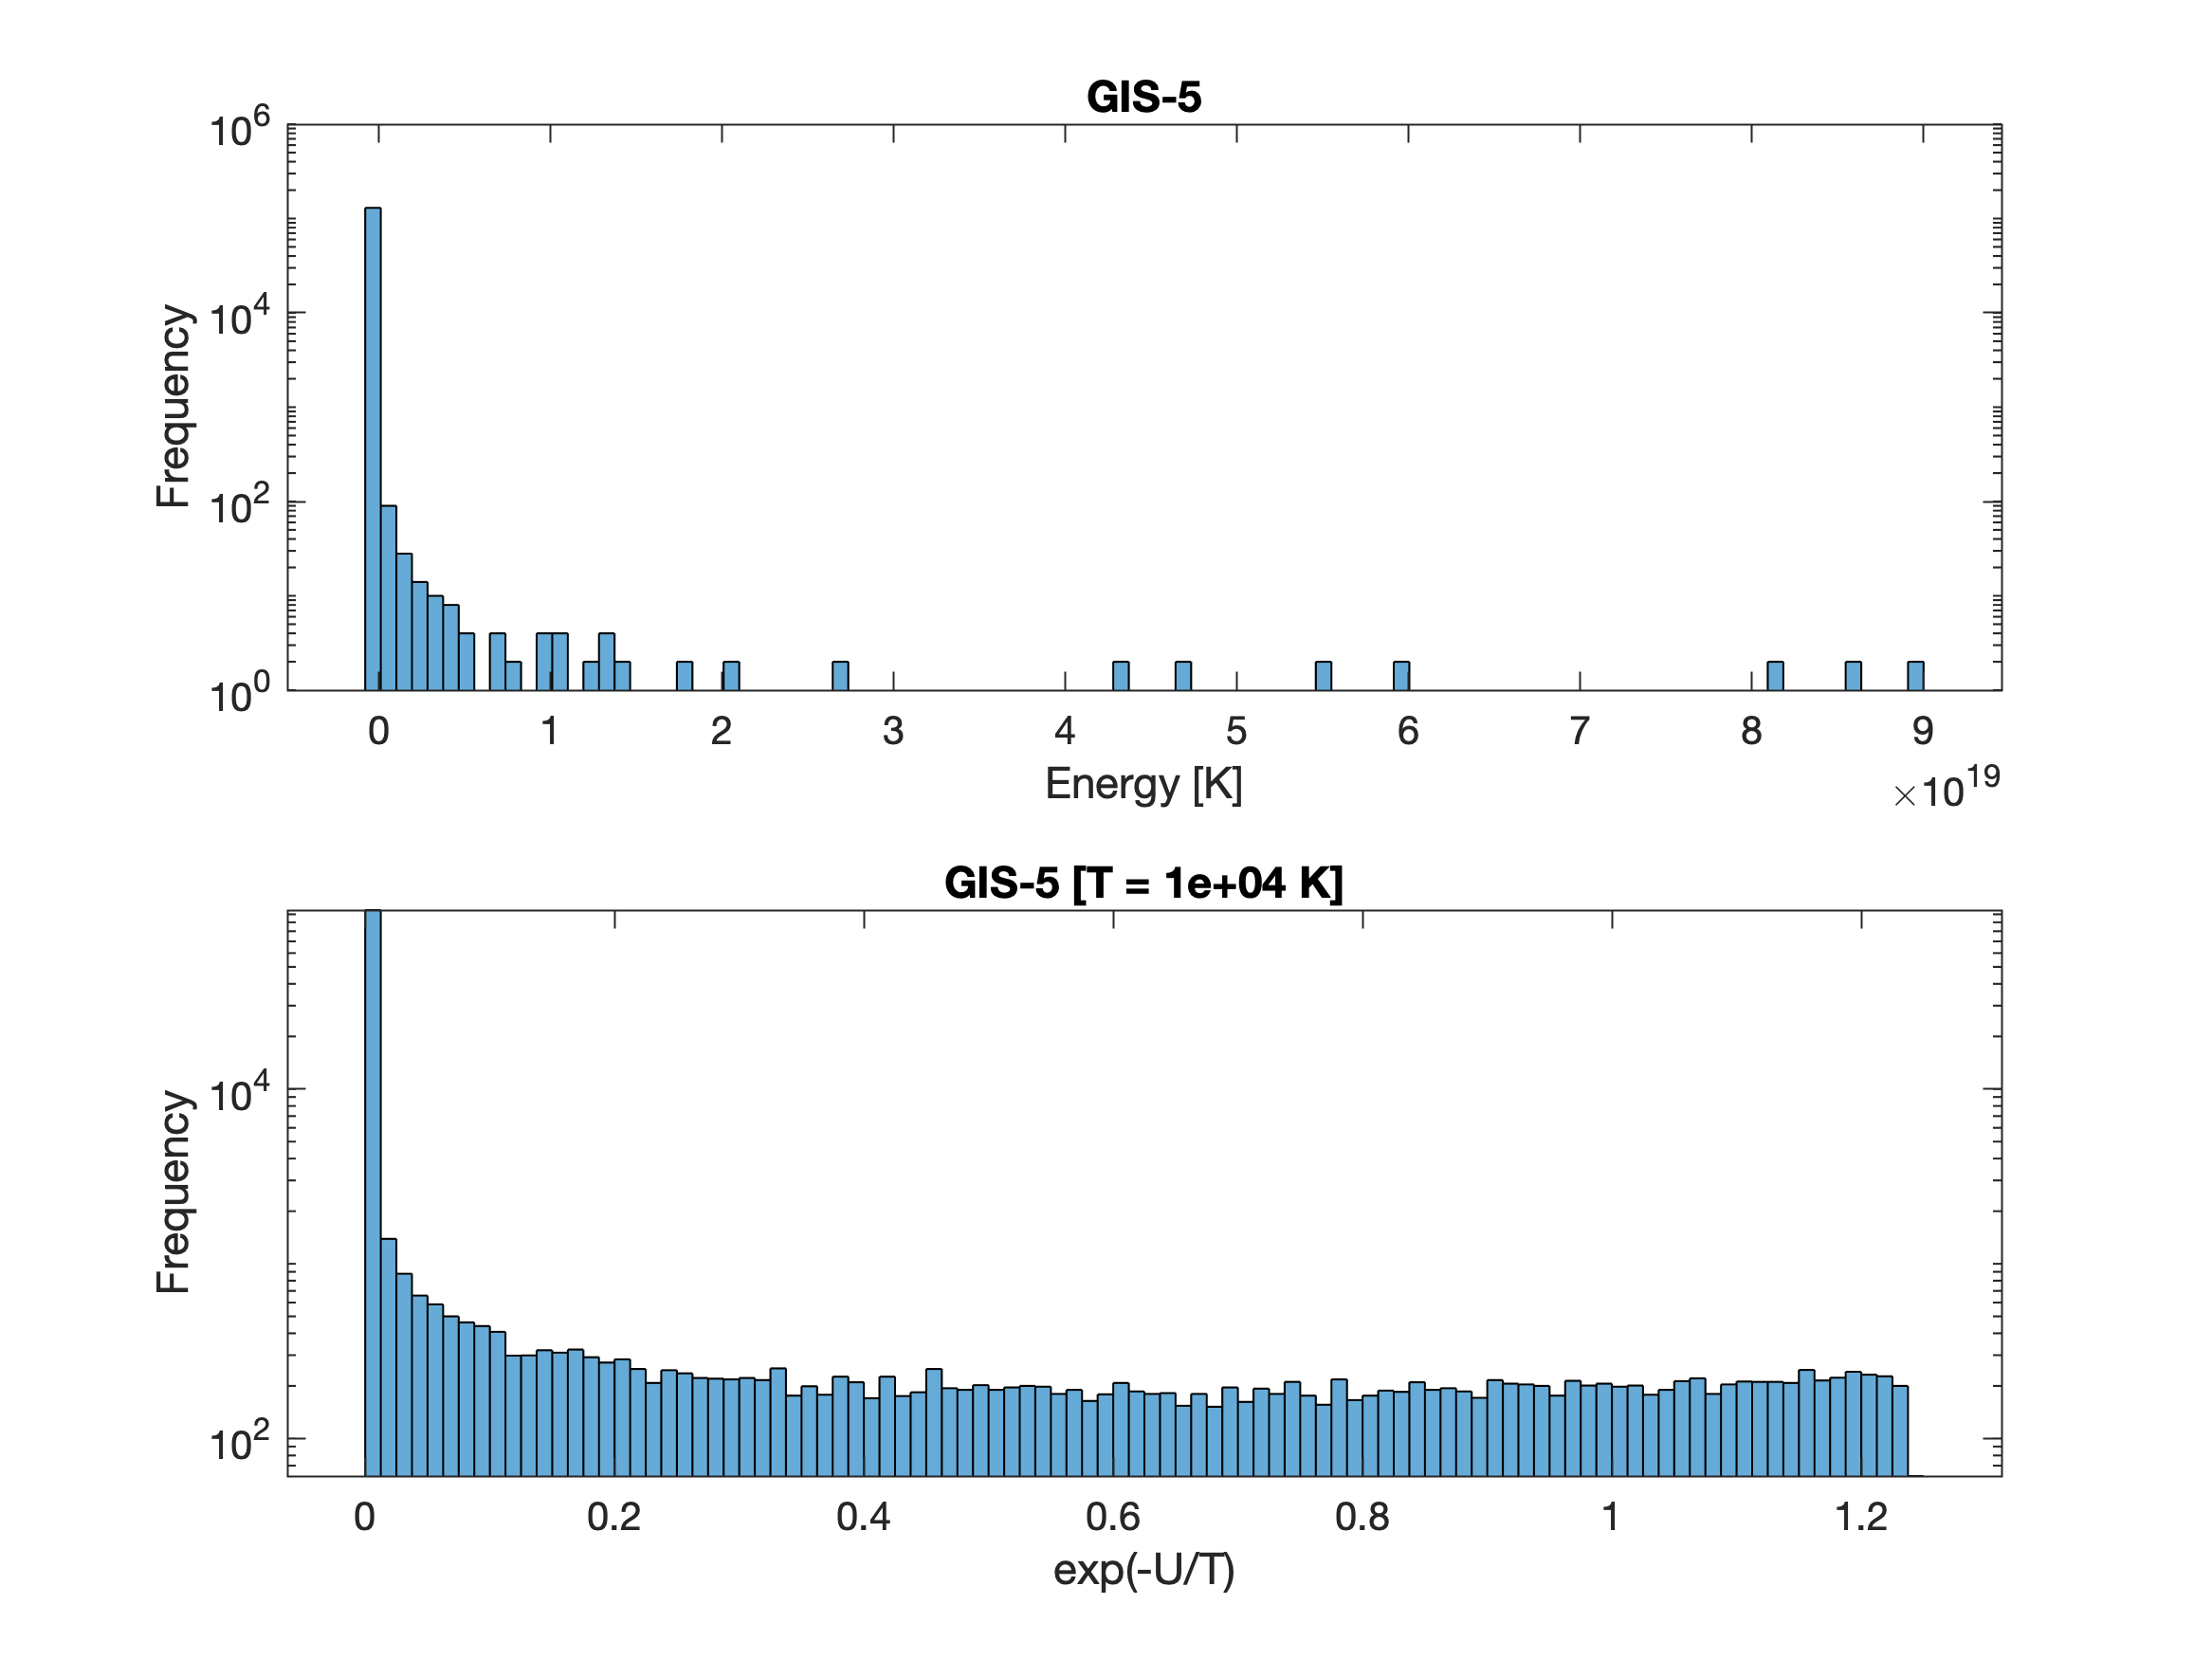 GIS-5
10^6
10^4
10^2
10^0
Frequency
0 1 2 3 4 5 6 7 8 9
Energy [K]
×10^19
GIS-5 [T = 1e+04 K]
10^4
10^2
Frequency
0 0.2 0.4 0.6 0.8 1 1.2
exp(-U/T)